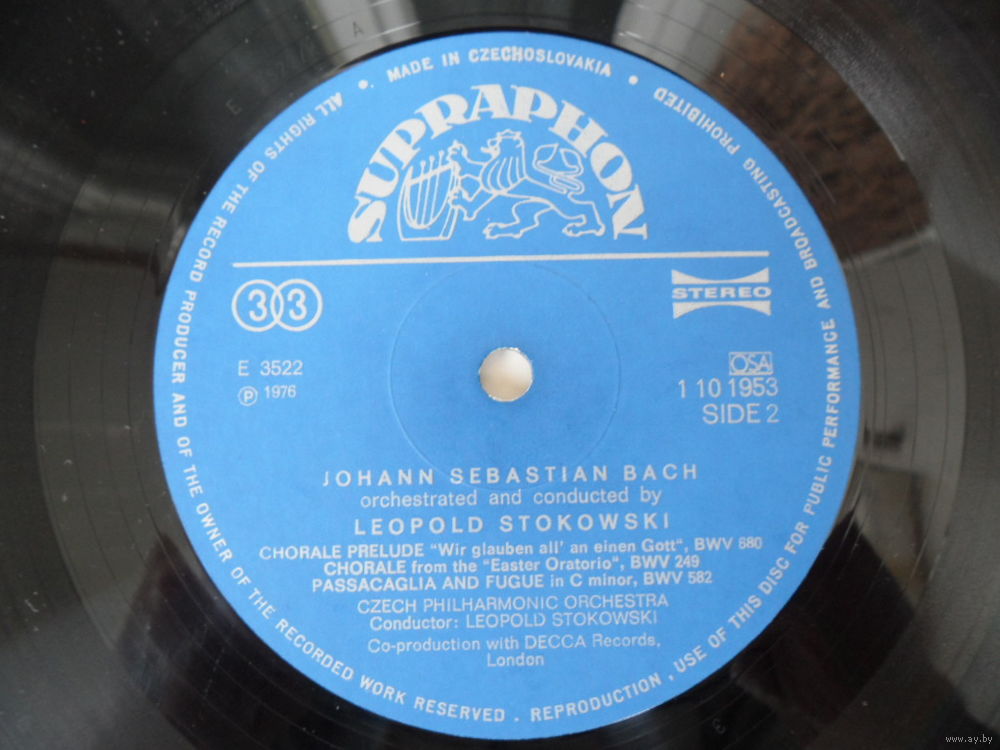 ALL RIGHTS OF THE RECORD PRODUCER AND OF THE OWNER OF THE RECORDED WORK RESERVED . REPRODUCTION , USE OF THIS DISC FOR PUBLIC PERFORMANCE AND BROADCASTING PROHIBITED
• MADE IN CZECHOSLOVAKIA •
SUPRAPHON
33
STEREO
E 3522
℗ 1976
OSA
1 10 1953
SIDE 2
JOHANN SEBASTIAN BACH
orchestrated and conducted by
LEOPOLD STOKOWSKI
CHORALE PRELUDE "Wir glauben all' an einen Gott", BWV 680
CHORALE from the "Easter Oratorio", BWV 249
PASSACAGLIA AND FUGUE in C minor, BWV 582
CZECH PHILHARMONIC ORCHESTRA
Conductor: LEOPOLD STOKOWSKI
Co-production with DECCA Records,
London
www.ay.by